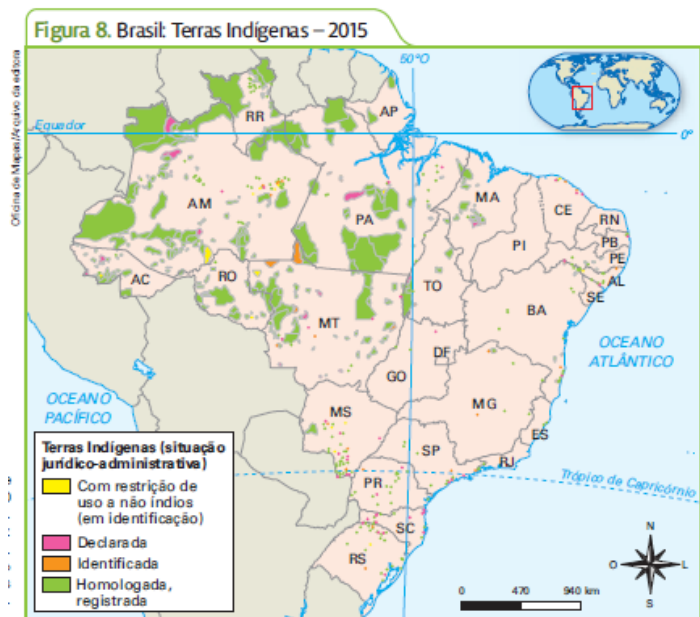 Figura 8. Brasil: Terras Indígenas – 2015
Oficina de Mapas/Arquivo da editora
50°O
Equador
0°
RR
AP
AM
PA
MA
CE
RN
PB
PE
AL
SE
PI
AC
RO
TO
BA
MT
DF
GO
OCEANO
ATLÂNTICO
OCEANO
PACÍFICO
MS
MG
ES
SP
RJ
Trópico de Capricórnio
PR
SC
RS
Terras Indígenas (situação
jurídico-administrativa)
Com restrição de
uso a não índios
(em identificação)
Declarada
Identificada
Homologada,
registrada
N
O
L
S
0 470 940 km